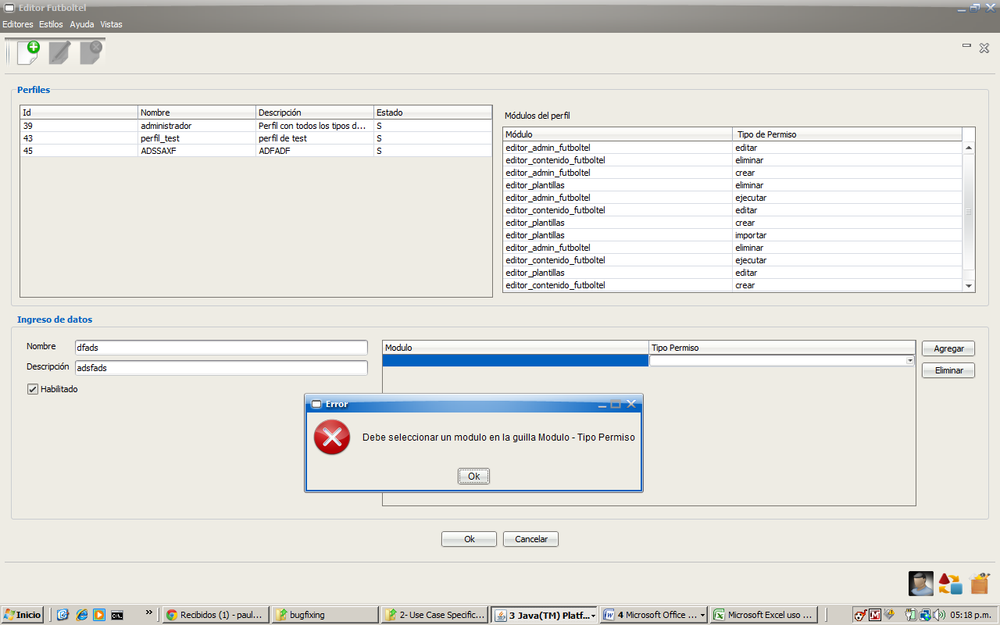 Editor Futboltel
Editores Estilos Ayuda Vistas
Perfiles
Id Nombre Descripción Estado
39 administrador Perfil con todos los tipos d... S
43 perfil_test perfil de test S
45 ADSSAXF ADFADF S
Módulos del perfil
Módulo Tipo de Permiso
editor_admin_futboltel editar
editor_contenido_futboltel eliminar
editor_admin_futboltel crear
editor_plantillas eliminar
editor_admin_futboltel ejecutar
editor_contenido_futboltel editar
editor_plantillas crear
editor_plantillas importar
editor_admin_futboltel eliminar
editor_contenido_futboltel ejecutar
editor_plantillas editar
editor_contenido_futboltel crear
Ingreso de datos
Nombre dfads
Descripción adsfads
Habilitado
Modulo Tipo Permiso
Agregar
Eliminar
Error
Debe seleccionar un modulo en la guilla Modulo - Tipo Permiso
Ok
Ok Cancelar
Inicio » Recibidos (1) - paul... bugfixing 2- Use Case Specific... 3 Java(TM) Platf... 4 Microsoft Office ... Microsoft Excel uso ... 05:18 p.m.